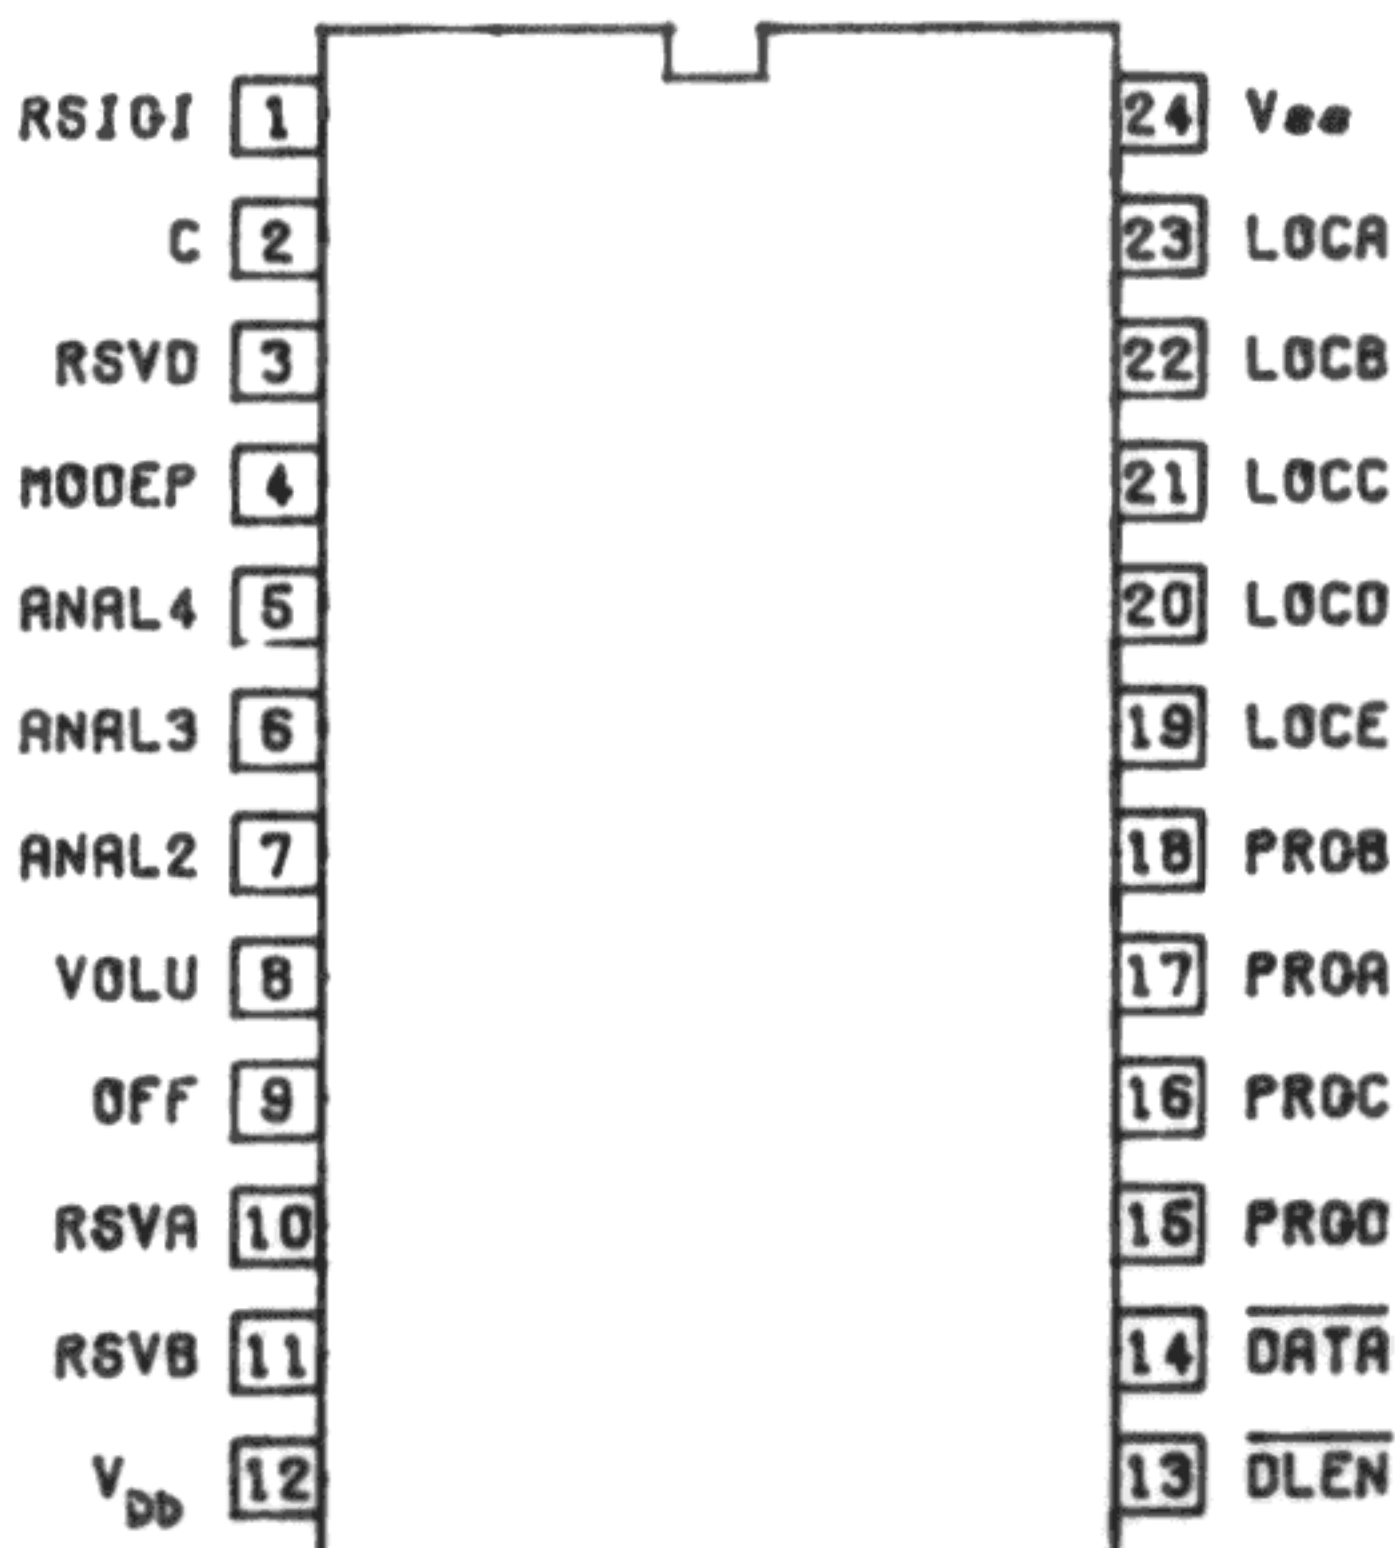 RSIGI 1 24 Vss
C 2 23 LOCA
RSVD 3 22 LOCB
MODEP 4 21 LOCC
ANAL4 5 20 LOCD
ANAL3 6 19 LOCE
ANAL2 7 18 PROB
VOLU 8 17 PROA
OFF 9 16 PROC
RSVA 10 15 PROD
RSVB 11 14 DATA
VDD 12 13 DLEN